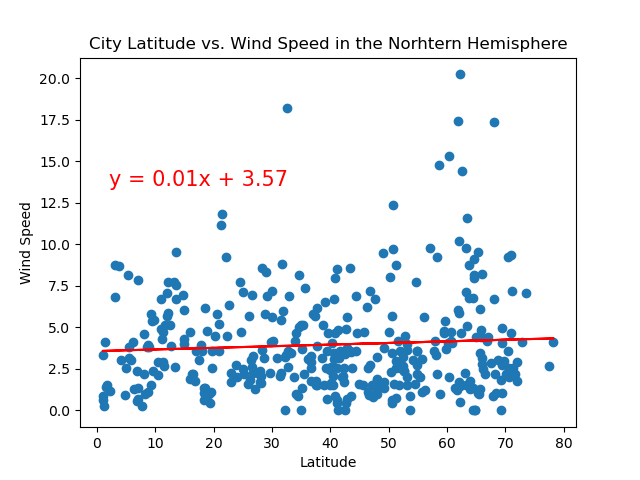 City Latitude vs. Wind Speed in the Norhtern Hemisphere
20.0
17.5
15.0
12.5
10.0
7.5
5.0
2.5
0.0
Wind Speed
y = 0.01x + 3.57
0 10 20 30 40 50 60 70 80
Latitude